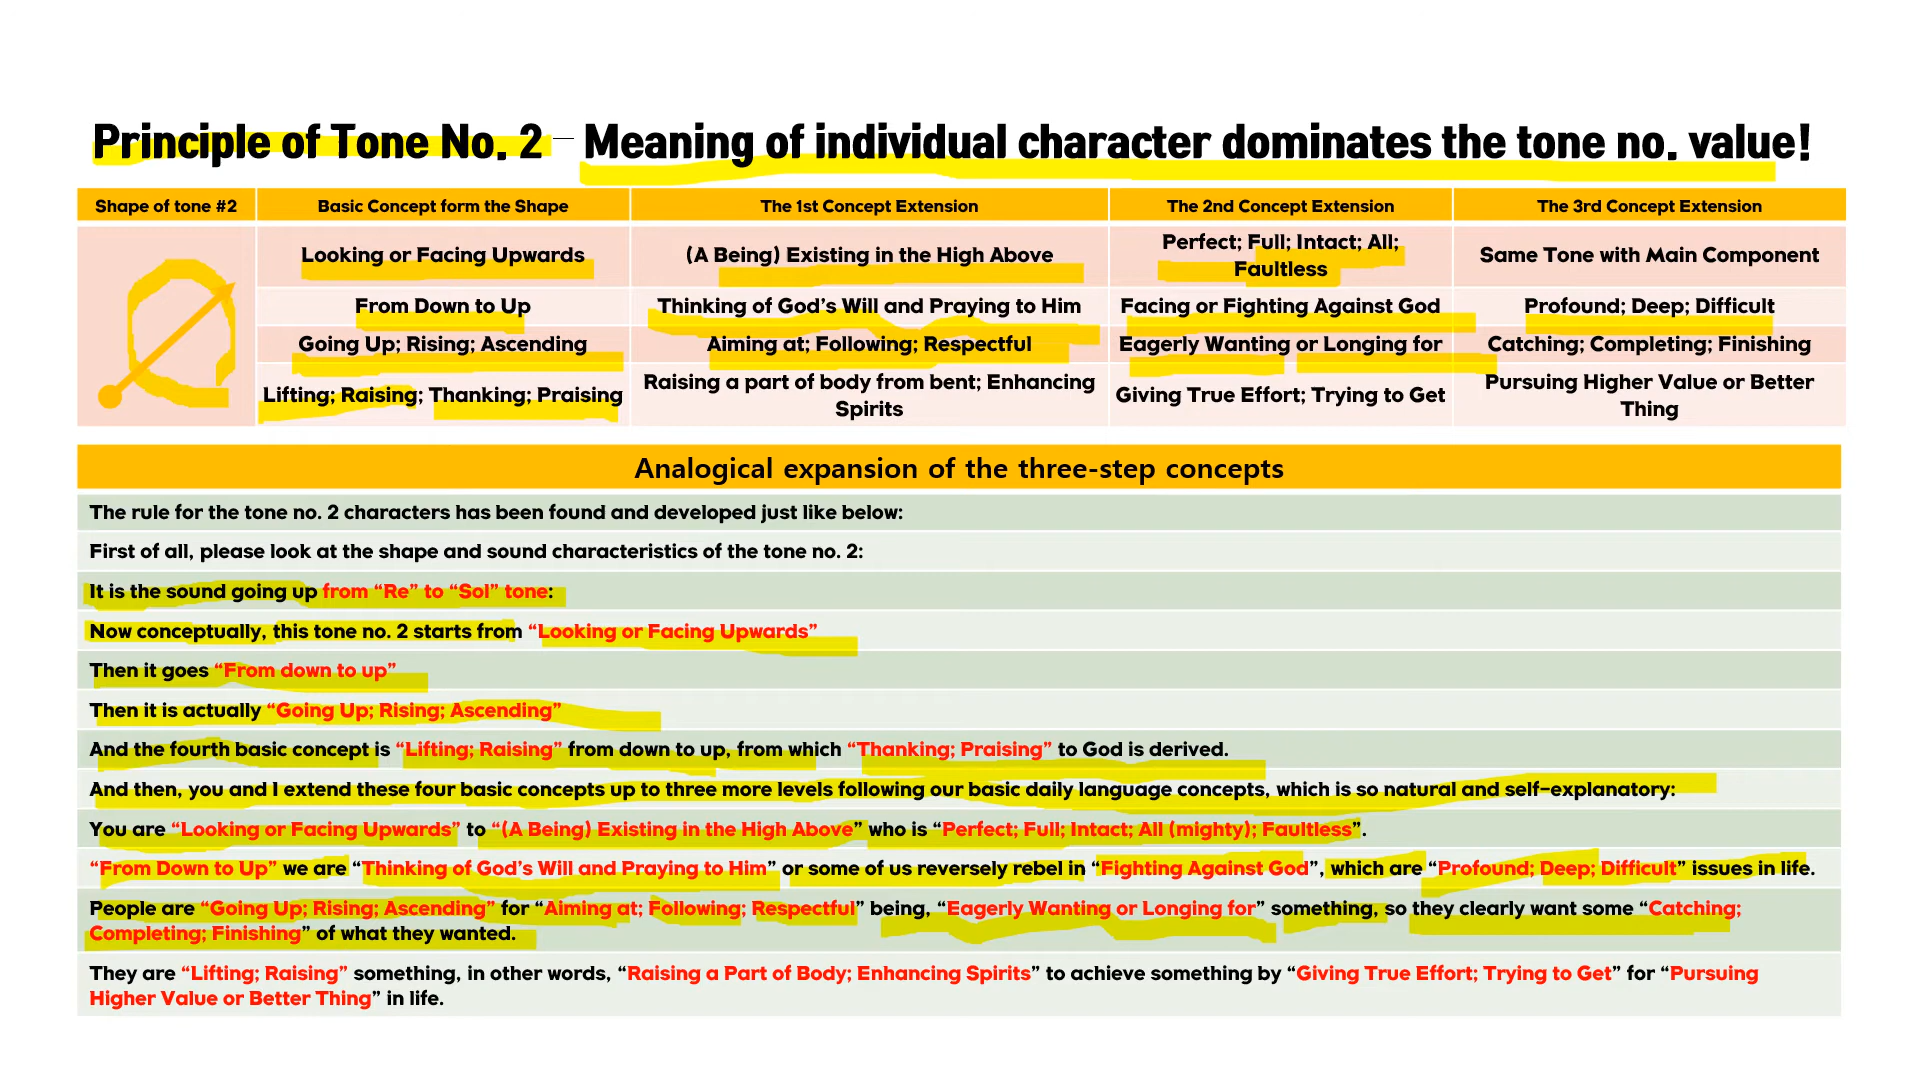 Principle of Tone No. 2 – Meaning of individual character dominates the tone no. value!
Shape of tone #2
Basic Concept form the Shape
The 1st Concept Extension
The 2nd Concept Extension
The 3rd Concept Extension
Looking or Facing Upwards
(A Being) Existing in the High Above
Perfect; Full; Intact; All;
Faultless
Same Tone with Main Component
From Down to Up
Thinking of God’s Will and Praying to Him
Facing or Fighting Against God
Profound; Deep; Difficult
Going Up; Rising; Ascending
Aiming at; Following; Respectful
Eagerly Wanting or Longing for
Catching; Completing; Finishing
Lifting; Raising; Thanking; Praising
Raising a part of body from bent; Enhancing
Spirits
Giving True Effort; Trying to Get
Pursuing Higher Value or Better
Thing
Analogical expansion of the three-step concepts
The rule for the tone no. 2 characters has been found and developed just like below:
First of all, please look at the shape and sound characteristics of the tone no. 2:
It is the sound going up from “Re” to “Sol” tone:
Now conceptually, this tone no. 2 starts from “Looking or Facing Upwards”
Then it goes “From down to up”
Then it is actually “Going Up; Rising; Ascending”
And the fourth basic concept is “Lifting; Raising” from down to up, from which “Thanking; Praising” to God is derived.
And then, you and I extend these four basic concepts up to three more levels following our basic daily language concepts, which is so natural and self-explanatory:
You are “Looking or Facing Upwards” to “(A Being) Existing in the High Above” who is “Perfect; Full; Intact; All (mighty); Faultless”.
“From Down to Up” we are “Thinking of God’s Will and Praying to Him” or some of us reversely rebel in “Fighting Against God”, which are “Profound; Deep; Difficult” issues in life.
People are “Going Up; Rising; Ascending” for “Aiming at; Following; Respectful” being, “Eagerly Wanting or Longing for” something, so they clearly want some “Catching;
Completing; Finishing” of what they wanted.
They are “Lifting; Raising” something, in other words, “Raising a Part of Body; Enhancing Spirits” to achieve something by “Giving True Effort; Trying to Get” for “Pursuing
Higher Value or Better Thing” in life.